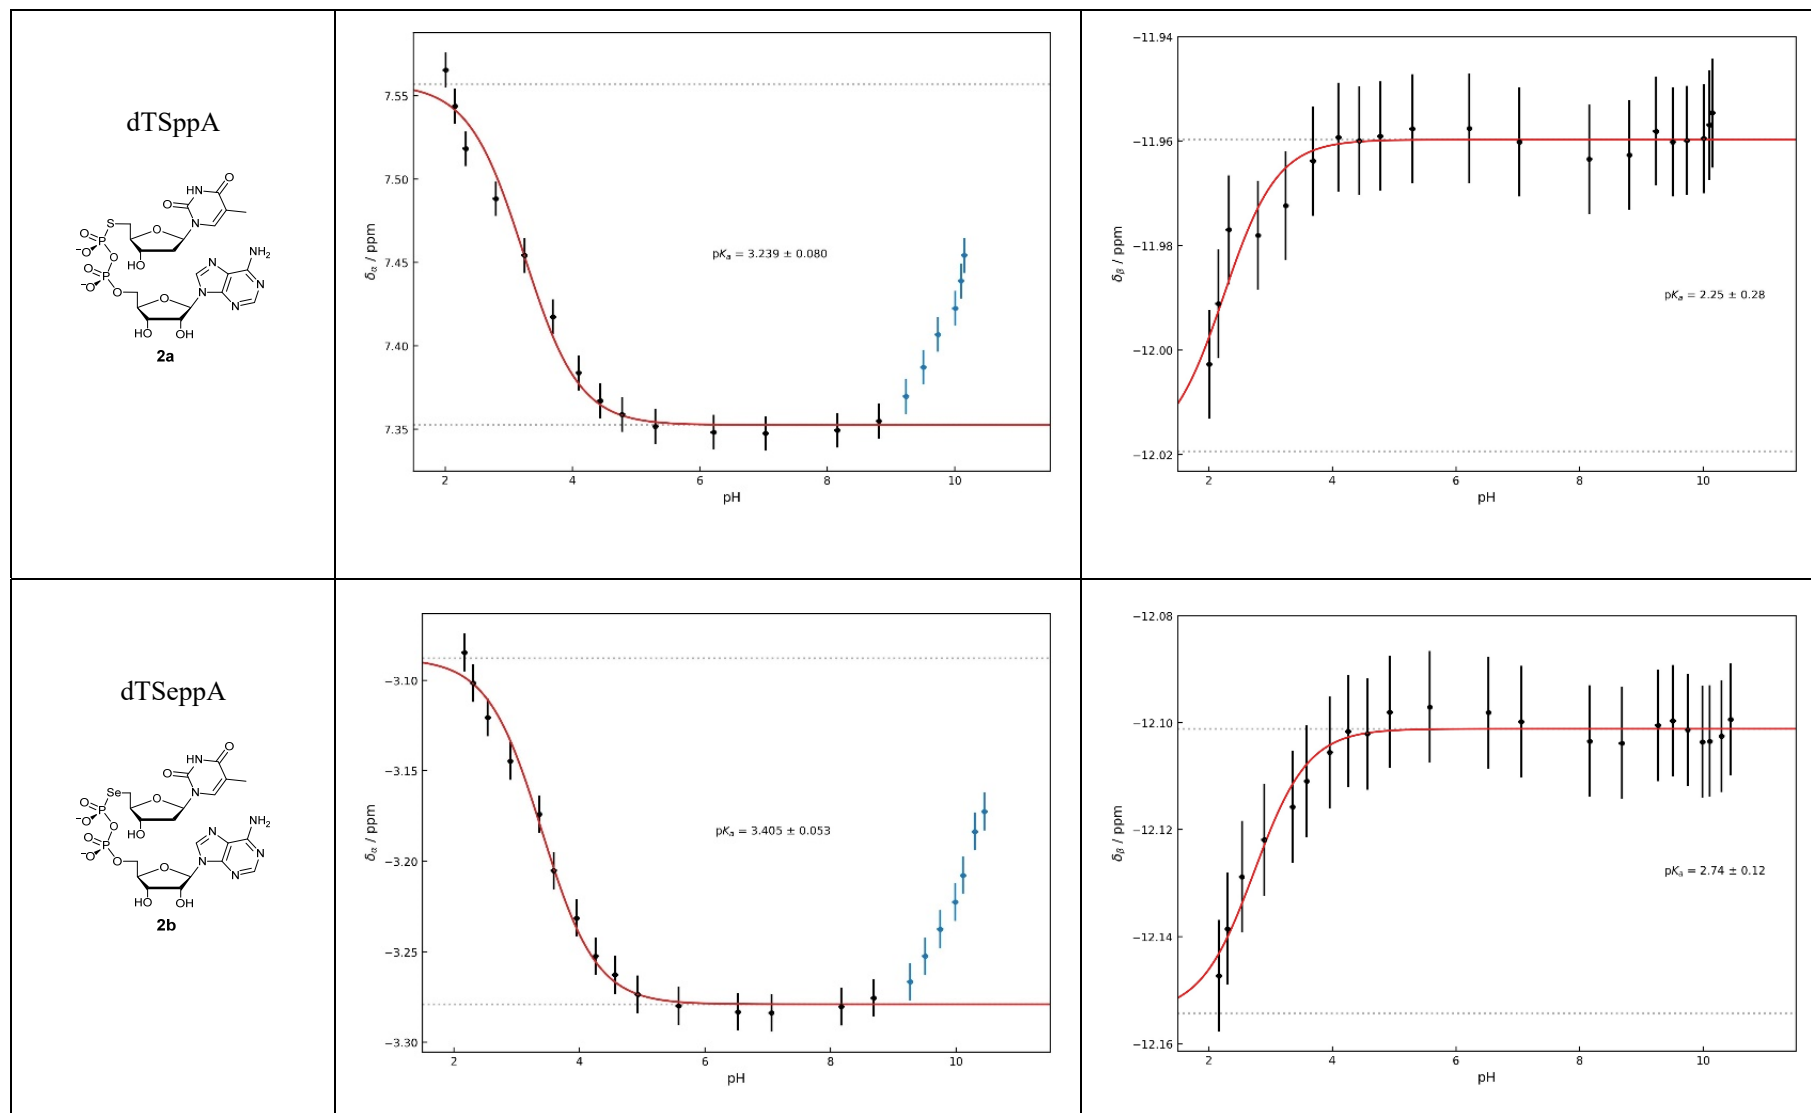 dTSppA
O
HN
O
N
S
O
O
P
⁻O
O
HO
O
P
⁻O
O
NH₂
N
N
N
N
O
HO
OH
2a
7.55
7.50
7.45
7.40
7.35
δα / ppm
pKa = 3.239 ± 0.080
2 4 6 8 10
pH
−11.94
−11.96
−11.98
−12.00
−12.02
δβ / ppm
pKa = 2.25 ± 0.28
2 4 6 8 10
pH
dTSeppA
O
HN
O
N
Se
O
O
P
⁻O
O
HO
O
P
⁻O
O
NH₂
N
N
N
N
O
HO
OH
2b
−3.10
−3.15
−3.20
−3.25
−3.30
δα / ppm
pKa = 3.405 ± 0.053
2 4 6 8 10
pH
−12.08
−12.10
−12.12
−12.14
−12.16
δβ / ppm
pKa = 2.74 ± 0.12
2 4 6 8 10
pH